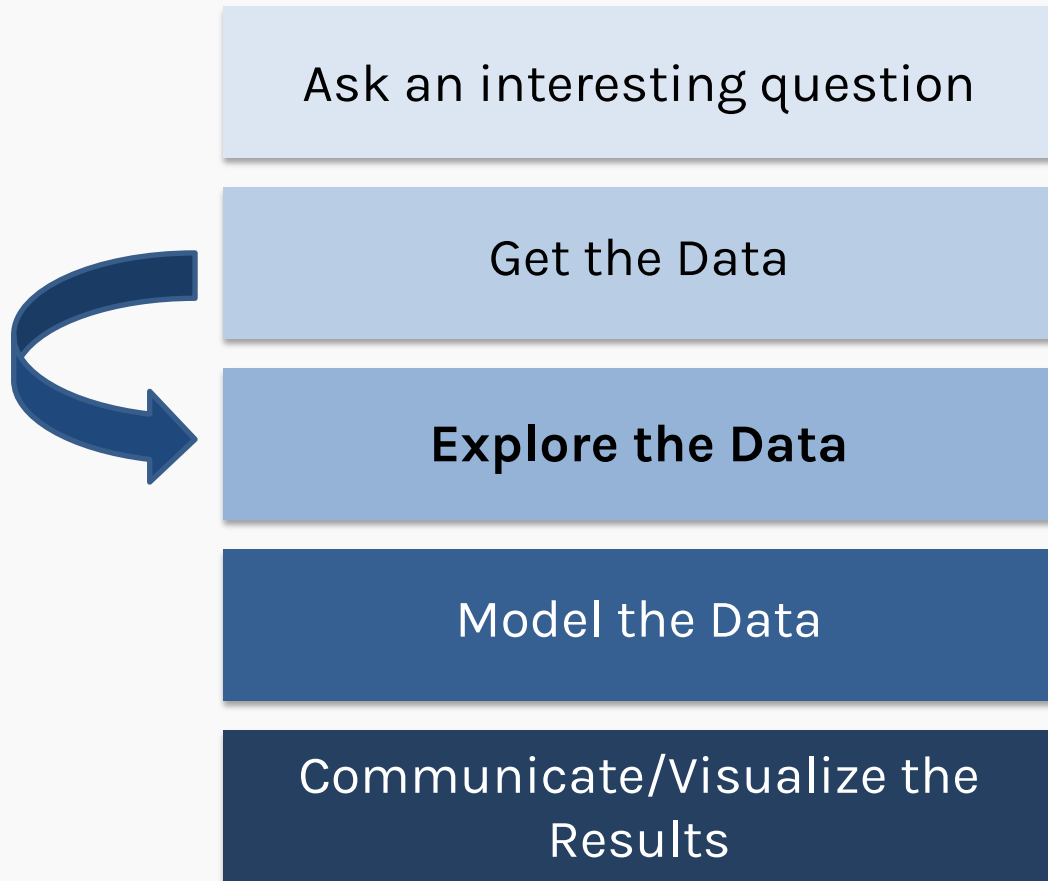 Ask an interesting question
Get the Data
Explore the Data
Model the Data
Communicate/Visualize the
Results